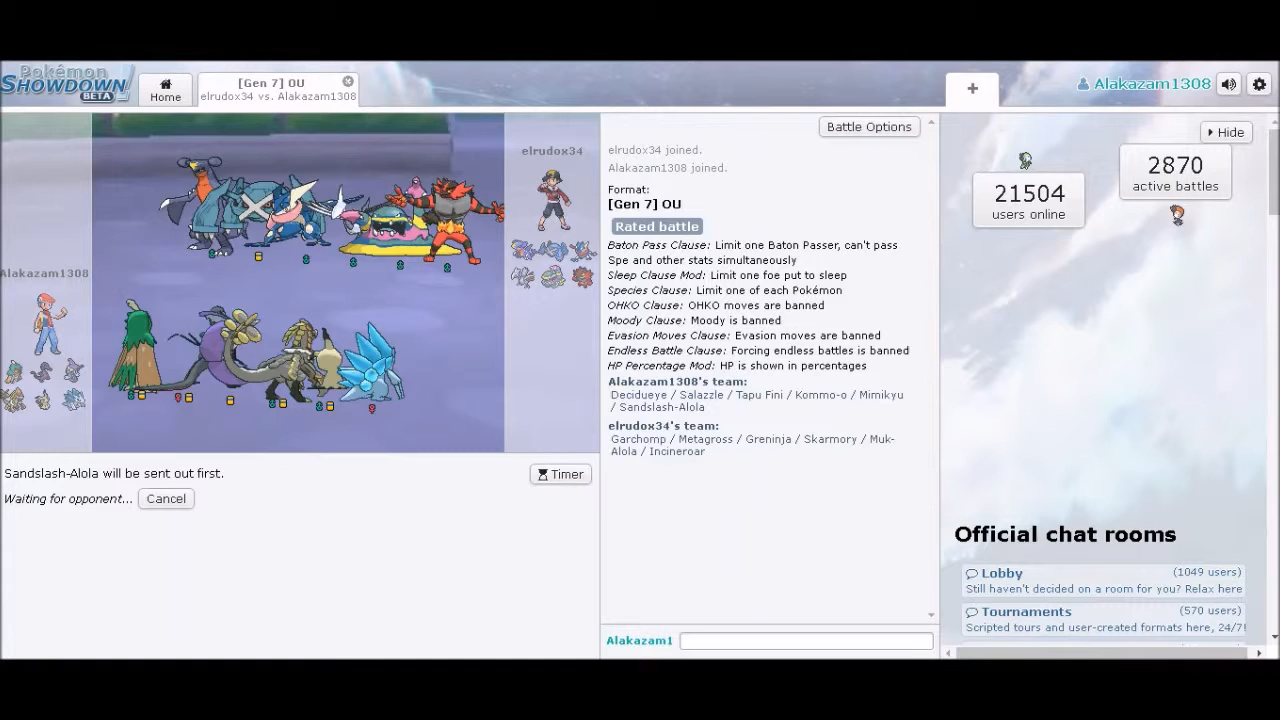 Pokémon
SHOWDOWN
BETA
Home
[Gen 7] OU
elrudox34 vs. Alakazam1308
+
Alakazam1308
elrudox34
Alakazam1308
Sandslash-Alola will be sent out first.
Waiting for opponent...
Cancel
Timer
Battle Options
elrudox34 joined.
Alakazam1308 joined.
Format:
[Gen 7] OU
Rated battle
Baton Pass Clause: Limit one Baton Passer, can't pass
Spe and other stats simultaneously
Sleep Clause Mod: Limit one foe put to sleep
Species Clause: Limit one of each Pokémon
OHKO Clause: OHKO moves are banned
Moody Clause: Moody is banned
Evasion Moves Clause: Evasion moves are banned
Endless Battle Clause: Forcing endless battles is banned
HP Percentage Mod: HP is shown in percentages
Alakazam1308's team:
Decidueye / Salazzle / Tapu Fini / Kommo-o / Mimikyu
/ Sandslash-Alola
elrudox34's team:
Garchomp / Metagross / Greninja / Skarmory / Muk-
Alola / Incineroar
Alakazam1
Hide
21504
users online
2870
active battles
Official chat rooms
Lobby (1049 users)
Still haven't decided on a room for you? Relax here
Tournaments (570 users)
Scripted tours and user-created formats here, 24/7!